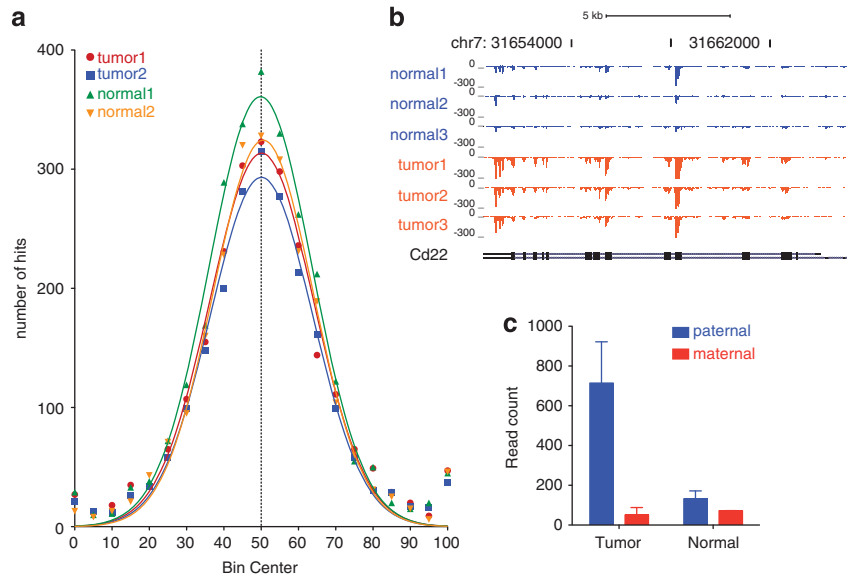 a
number of hits
400
300
200
100
0
tumor1
tumor2
normal1
normal2
0 10 20 30 40 50 60 70 80 90 100
Bin Center
b
5 kb
chr7: 31654000 31662000
normal1
0
-300
normal2
0
-300
normal3
0
-300
tumor1
0
-300
tumor2
0
-300
tumor3
0
-300
Cd22
c
Read count
1000
800
600
400
200
0
paternal
maternal
Tumor Normal